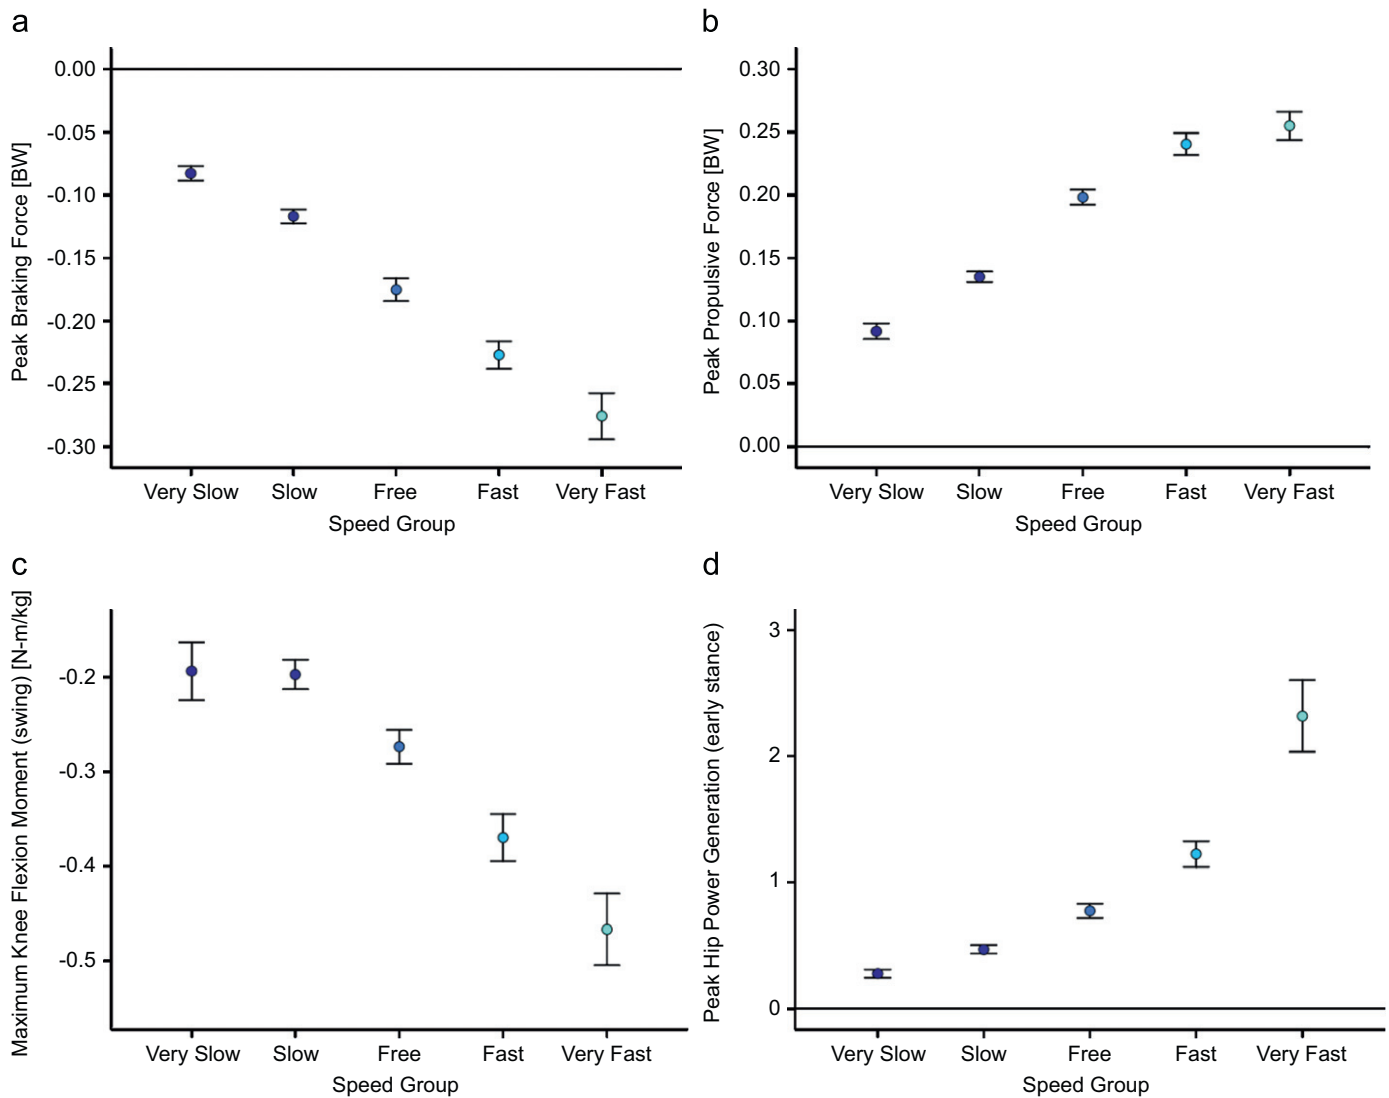 a
Peak Braking Force [BW]
0.00
-0.05
-0.10
-0.15
-0.20
-0.25
-0.30
Very Slow Slow Free Fast Very Fast
Speed Group
b
Peak Propulsive Force [BW]
0.30
0.25
0.20
0.15
0.10
0.05
0.00
Very Slow Slow Free Fast Very Fast
Speed Group
c
Maximum Knee Flexion Moment (swing) [N-m/kg]
-0.2
-0.3
-0.4
-0.5
Very Slow Slow Free Fast Very Fast
Speed Group
d
Peak Hip Power Generation (early stance)
3
2
1
0
Very Slow Slow Free Fast Very Fast
Speed Group